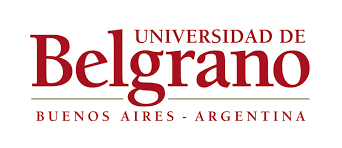 UNIVERSIDAD DE
Belgrano
BUENOS AIRES - ARGENTINA